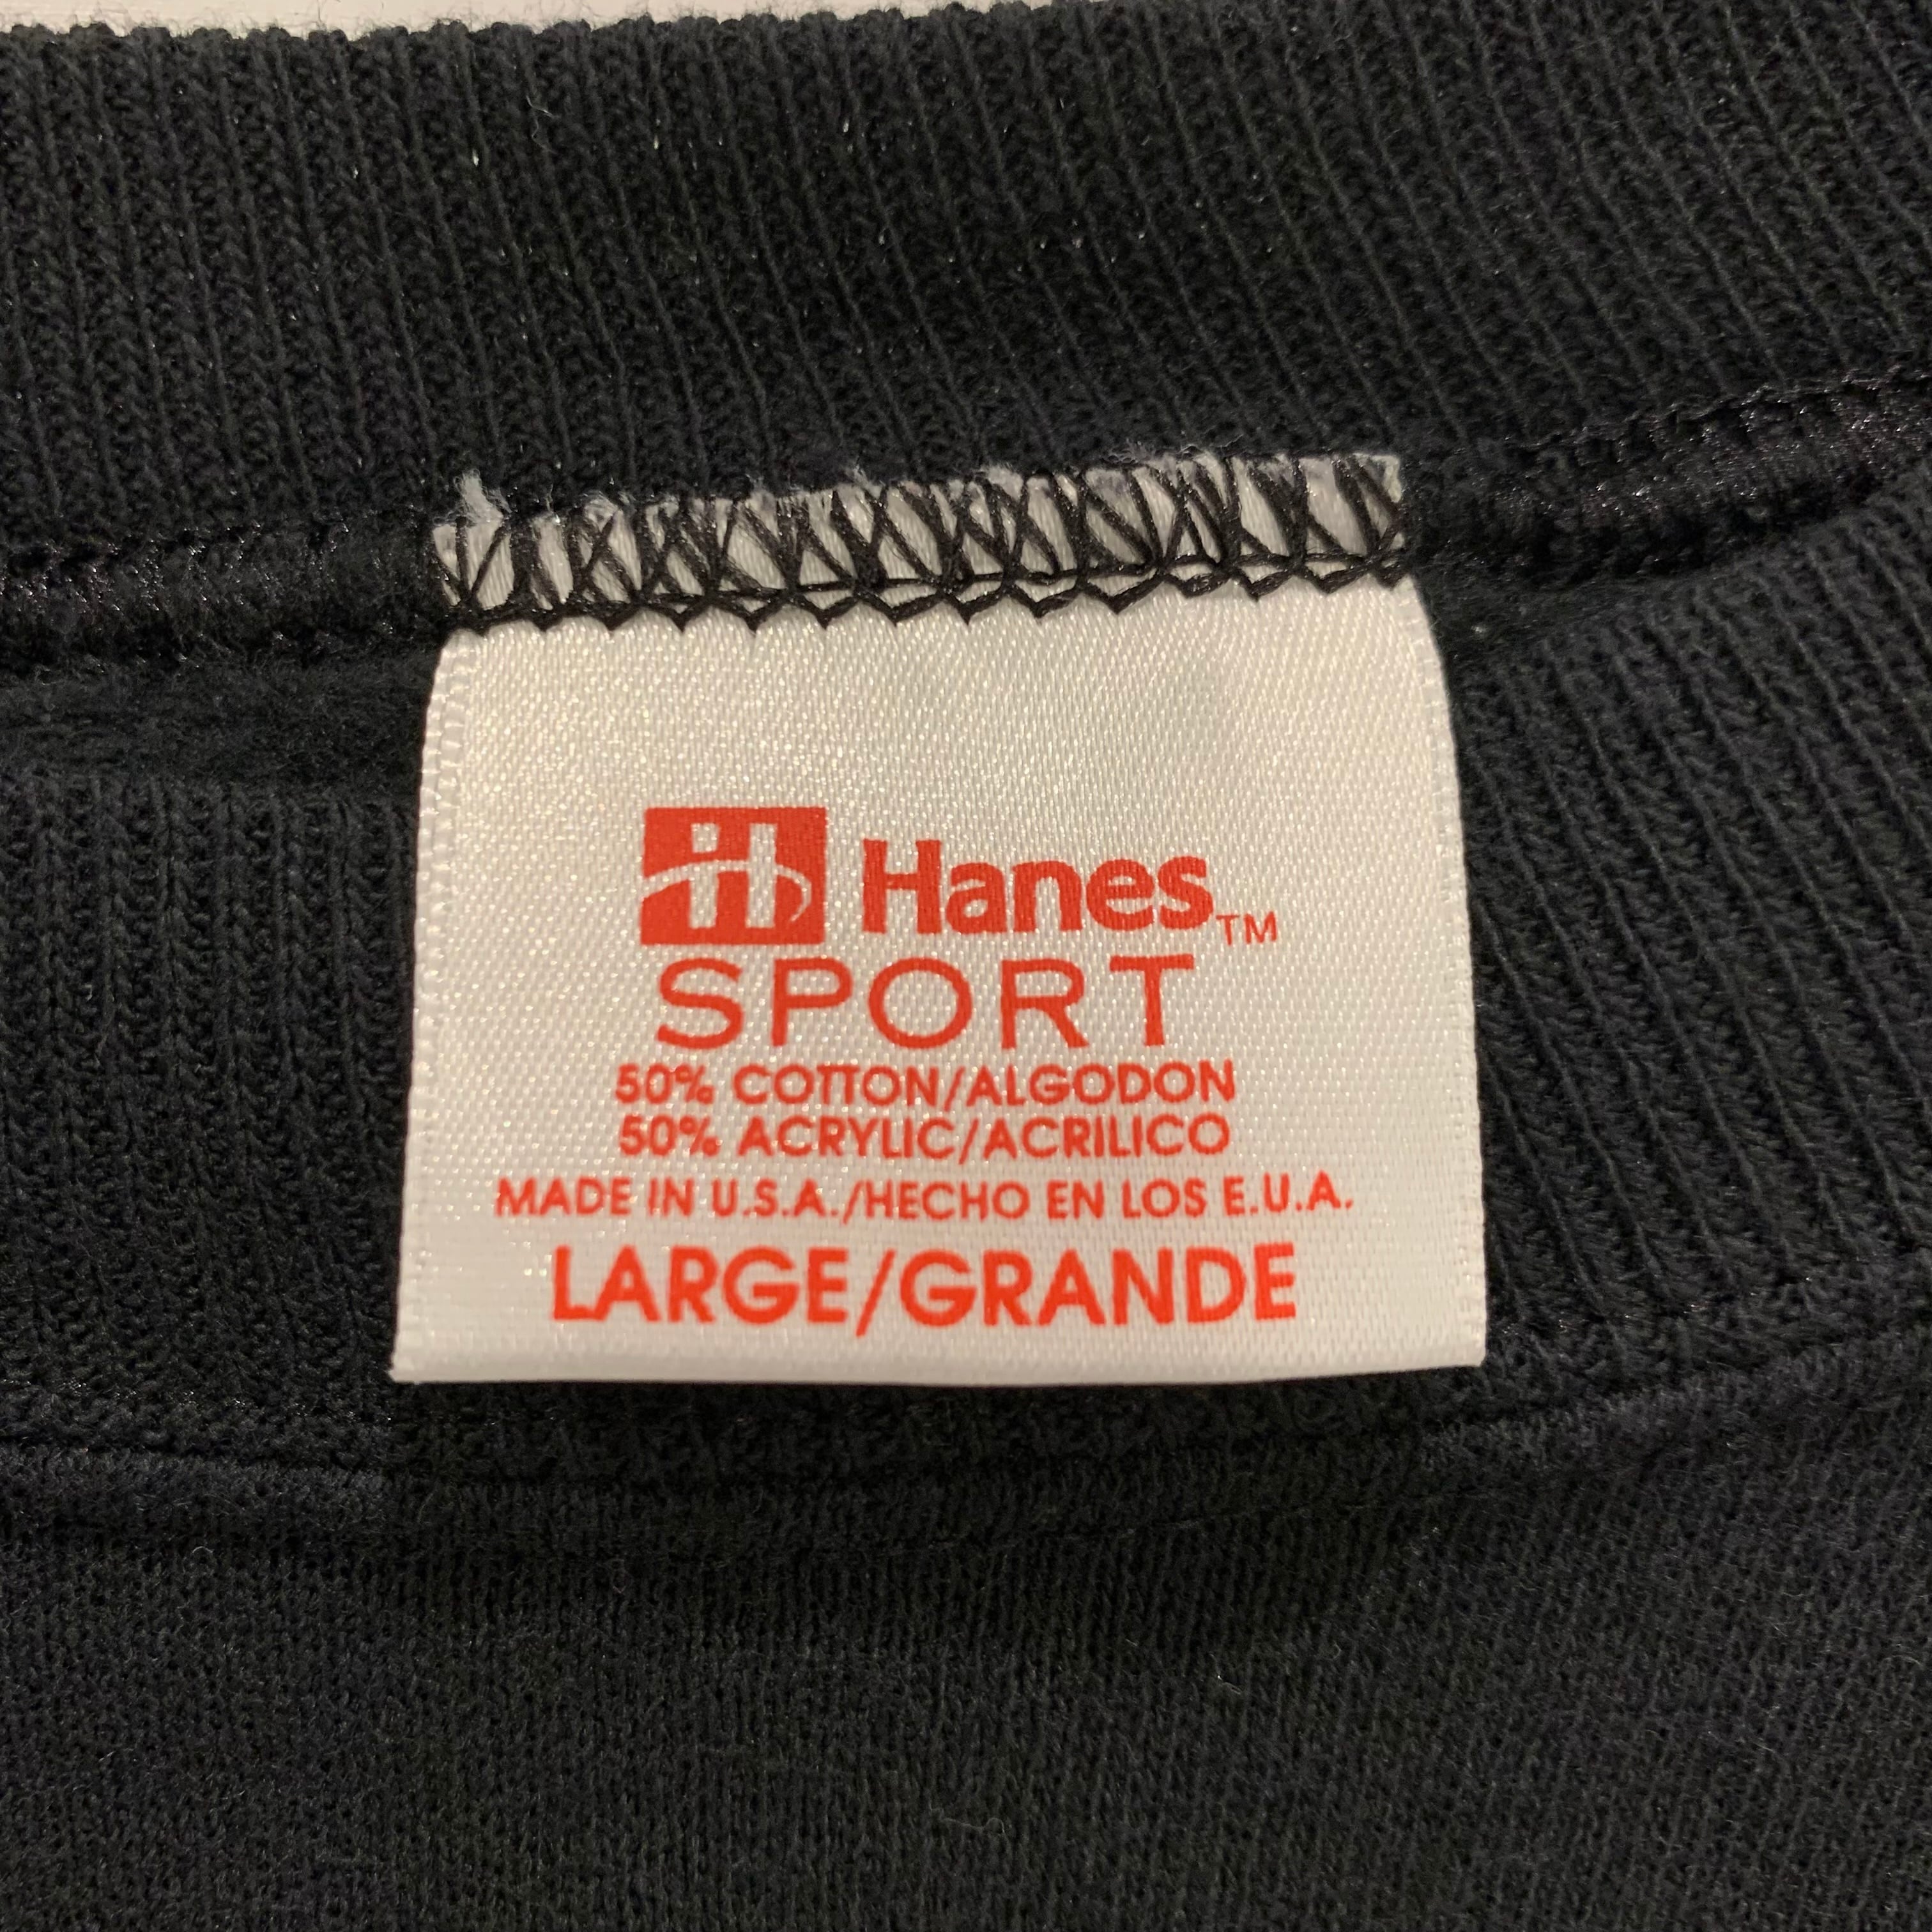 Hanes™
SPORT
50% COTTON/ALGODON
50% ACRYLIC/ACRILICO
MADE IN U.S.A./HECHO EN LOS E.U.A.
LARGE/GRANDE